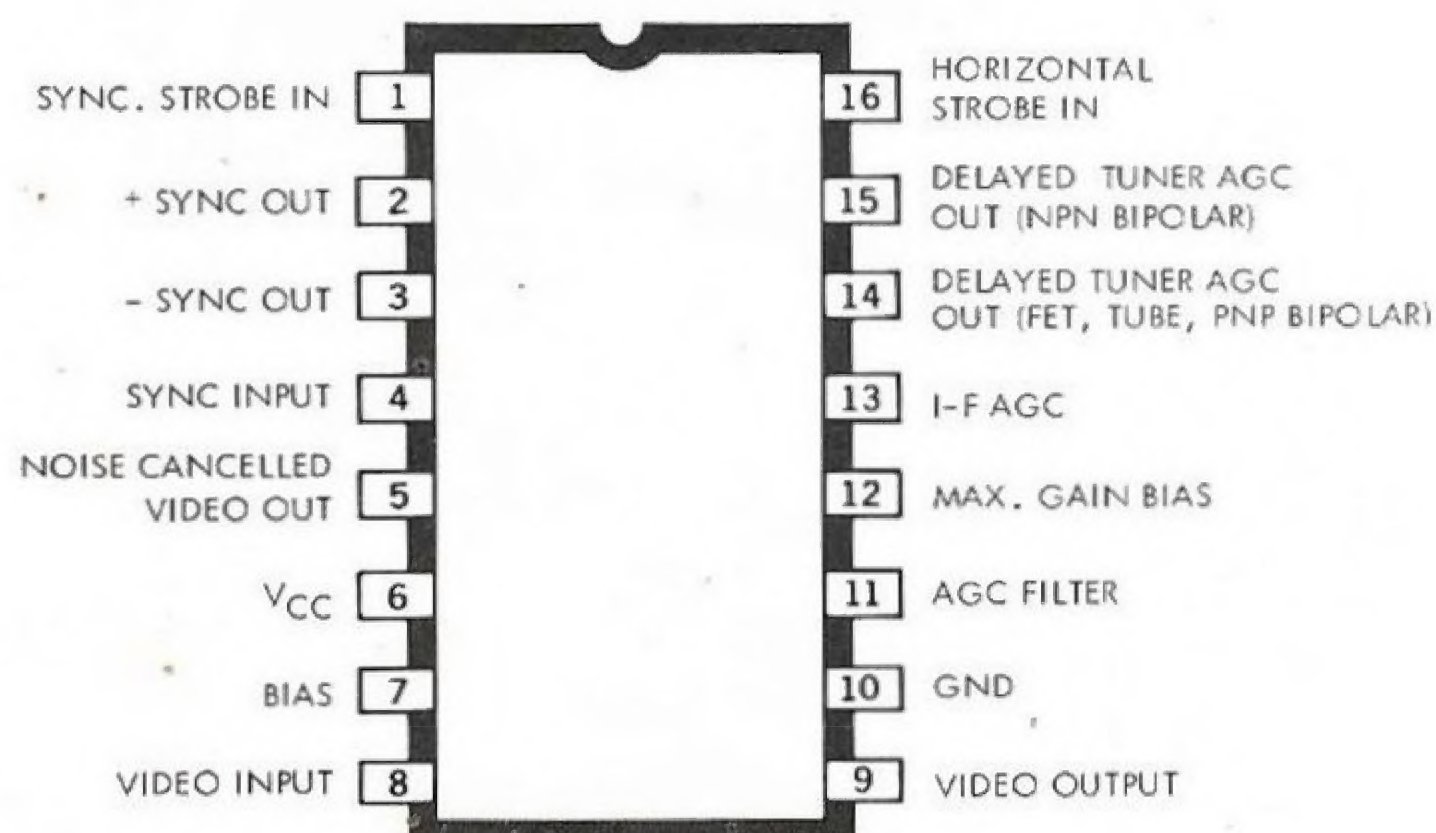 SYNC. STROBE IN 1
+ SYNC OUT 2
- SYNC OUT 3
SYNC INPUT 4
NOISE CANCELLED
VIDEO OUT 5
VCC 6
BIAS 7
VIDEO INPUT 8
16 HORIZONTAL
STROBE IN
15 DELAYED TUNER AGC
OUT (NPN BIPOLAR)
14 DELAYED TUNER AGC
OUT (FET, TUBE, PNP BIPOLAR)
13 I-F AGC
12 MAX. GAIN BIAS
11 AGC FILTER
10 GND
9 VIDEO OUTPUT